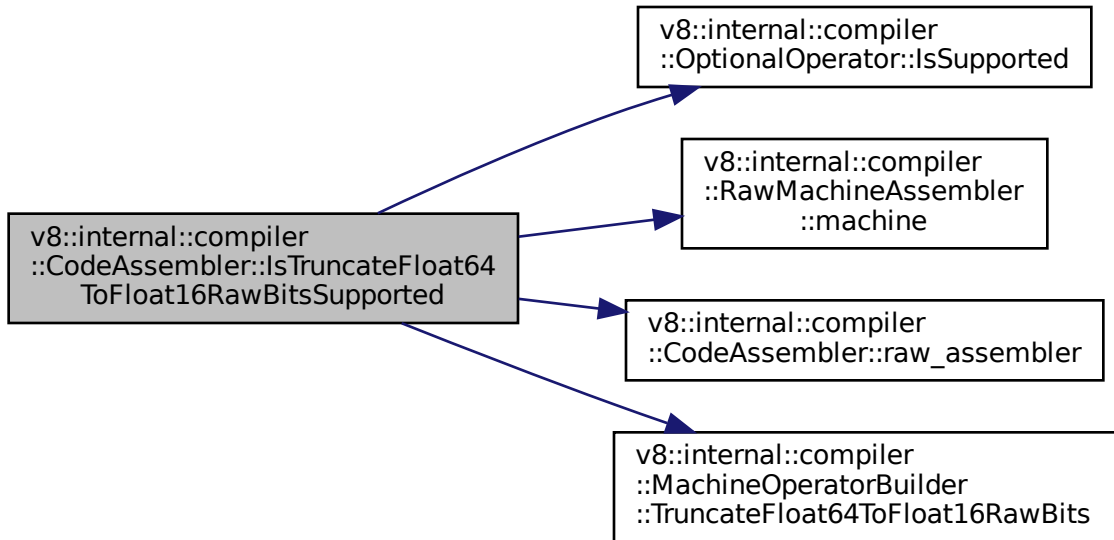 v8::internal::compiler
::CodeAssembler::IsTruncateFloat64
ToFloat16RawBitsSupported
v8::internal::compiler
::OptionalOperator::IsSupported
v8::internal::compiler
::RawMachineAssembler
::machine
v8::internal::compiler
::CodeAssembler::raw_assembler
v8::internal::compiler
::MachineOperatorBuilder
::TruncateFloat64ToFloat16RawBits